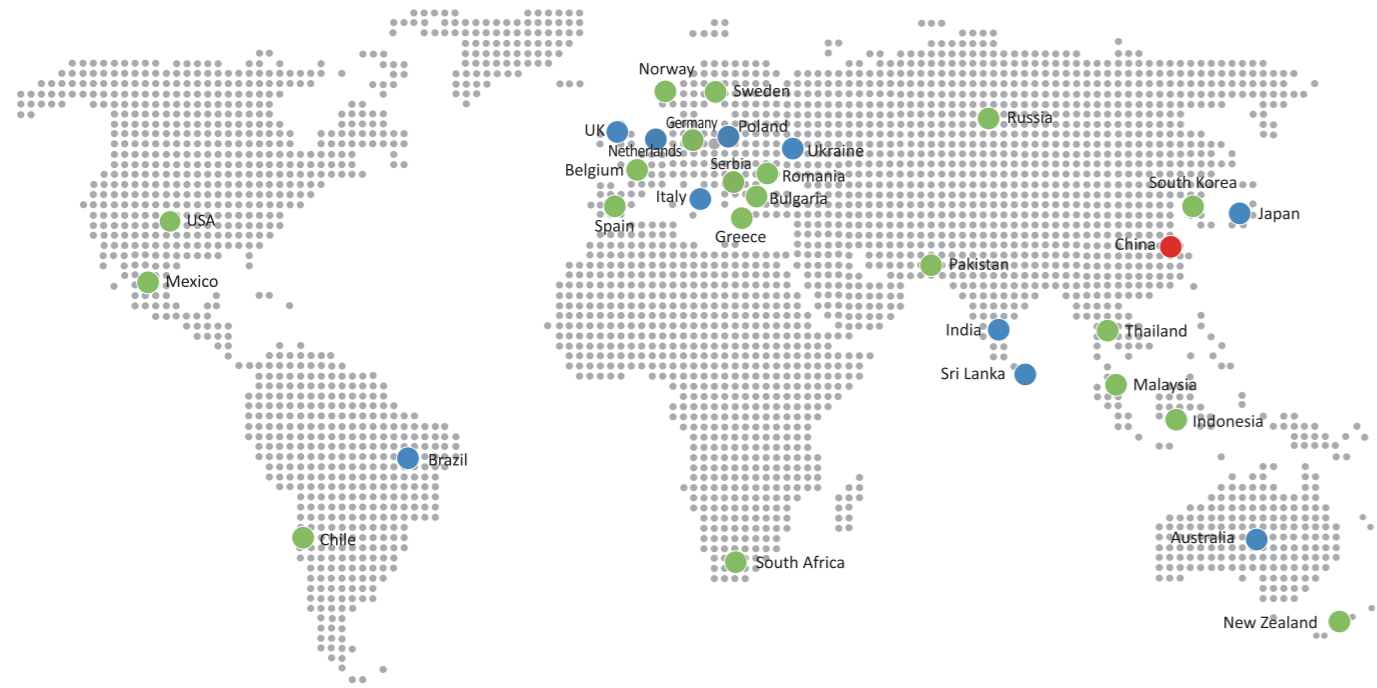 Norway
Sweden
Russia
Germany
Poland
UK
Netherlands
Ukraine
Serbia
Belgium
Romania
South Korea
Italy
Bulgaria
Japan
USA
Spain
Greece
China
Pakistan
Mexico
India
Thailand
Sri Lanka
Malaysia
Indonesia
Brazil
Chile
Australia
South Africa
New Zealand